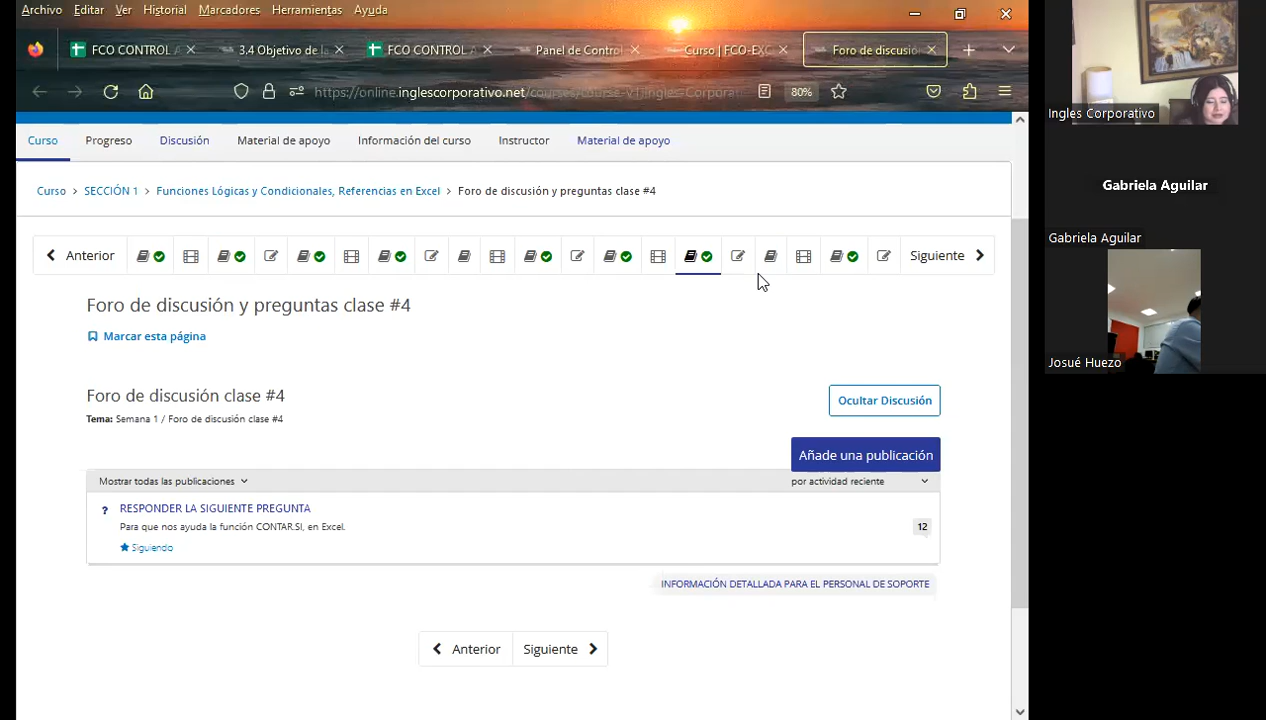 Archivo Editar Ver Historial Marcadores Herramientas Ayuda
FCO CONTROL
3.4 Objetivo de la
FCO CONTROL
Panel de Control
Curso | FCO-EXC
Foro de discusió
https://online.inglescorporativo.net/courses/course-v1:Ingles-Corporati
80%
Curso Progreso Discusión Material de apoyo Información del curso Instructor Material de apoyo
Curso > SECCIÓN 1 > Funciones Lógicas y Condicionales, Referencias en Excel > Foro de discusión y preguntas clase #4
Anterior
Siguiente
Foro de discusión y preguntas clase #4
Marcar esta página
Foro de discusión clase #4
Tema: Semana 1 / Foro de discusión clase #4
Ocultar Discusión
Añade una publicación
Mostrar todas las publicaciones
por actividad reciente
? RESPONDER LA SIGUIENTE PREGUNTA
Para que nos ayuda la función CONTAR.SI, en Excel.
12
Siguiendo
INFORMACIÓN DETALLADA PARA EL PERSONAL DE SOPORTE
Anterior
Siguiente
Ingles Corporativo
Gabriela Aguilar
Gabriela Aguilar
Josué Huezo